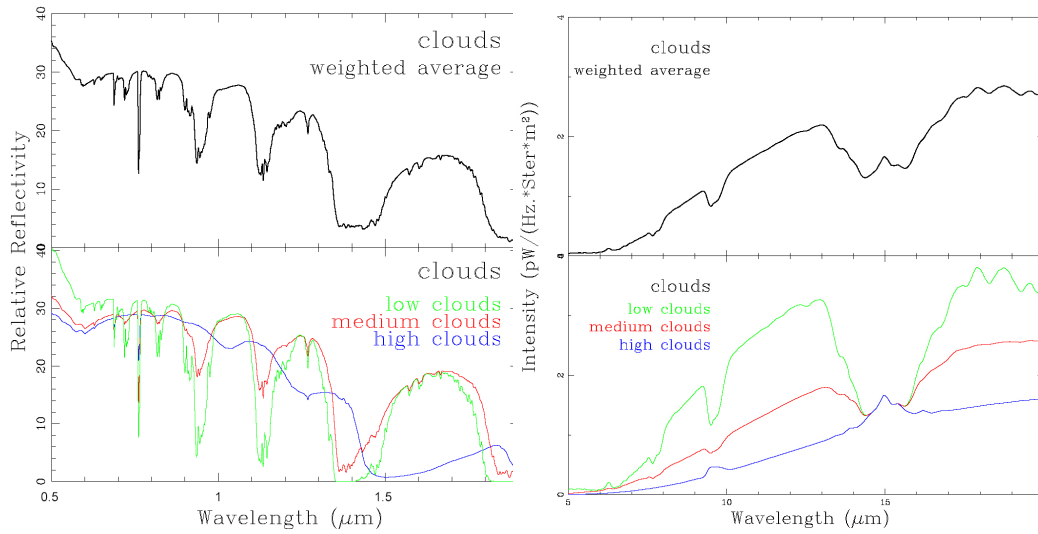 clouds
weighted average
40
30
20
10
0
40
clouds
low clouds
medium clouds
high clouds
30
20
10
0
0.5
1
1.5
Wavelength (μm)
Relative Reflectivity
clouds
weighted average
4
2
clouds
low clouds
medium clouds
high clouds
2
0
5
10
15
Wavelength (μm)
Intensity (pW/(Hz.*Ster*m²))